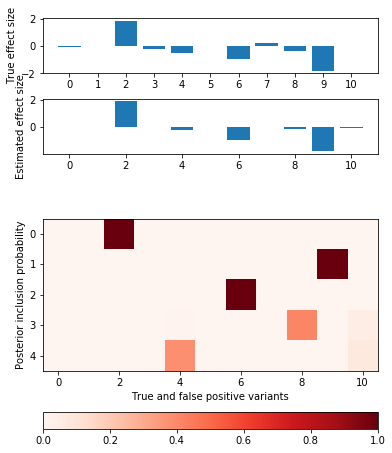 True effect size
2
0
−2
0 1 2 3 4 5 6 7 8 9 10
Estimated effect size
2
0
0 2 4 6 8 10
Posterior inclusion probability
0
1
2
3
4
0 2 4 6 8 10
True and false positive variants
0.0 0.2 0.4 0.6 0.8 1.0